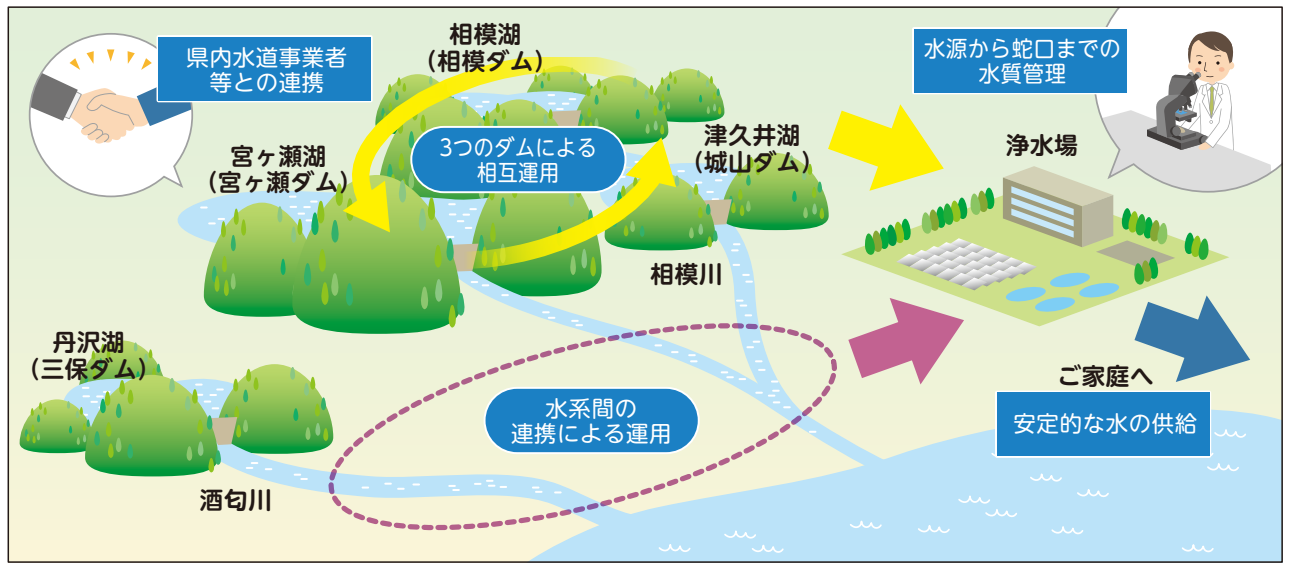 県内水道事業者
等との連携
相模湖
（相模ダム）
水源から蛇口までの
水質管理
3つのダムによる
相互運用
津久井湖
（城山ダム）
浄水場
宮ヶ瀬湖
（宮ヶ瀬ダム）
相模川
丹沢湖
（三保ダム）
水系間の
連携による運用
ご家庭へ
安定的な水の供給
酒匂川